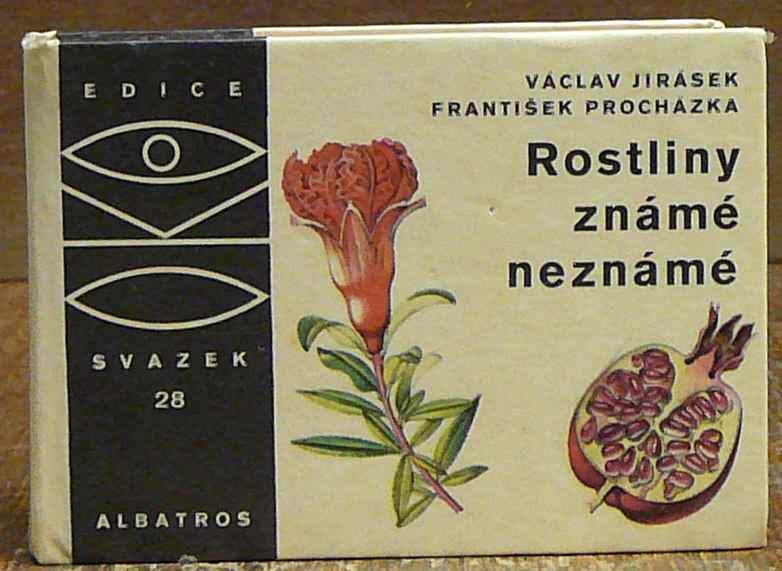 EDICE
SVAZEK
28
ALBATROS
VÁCLAV JIRÁSEK
FRANTIŠEK PROCHÁZKA
Rostliny
známé
neznámé